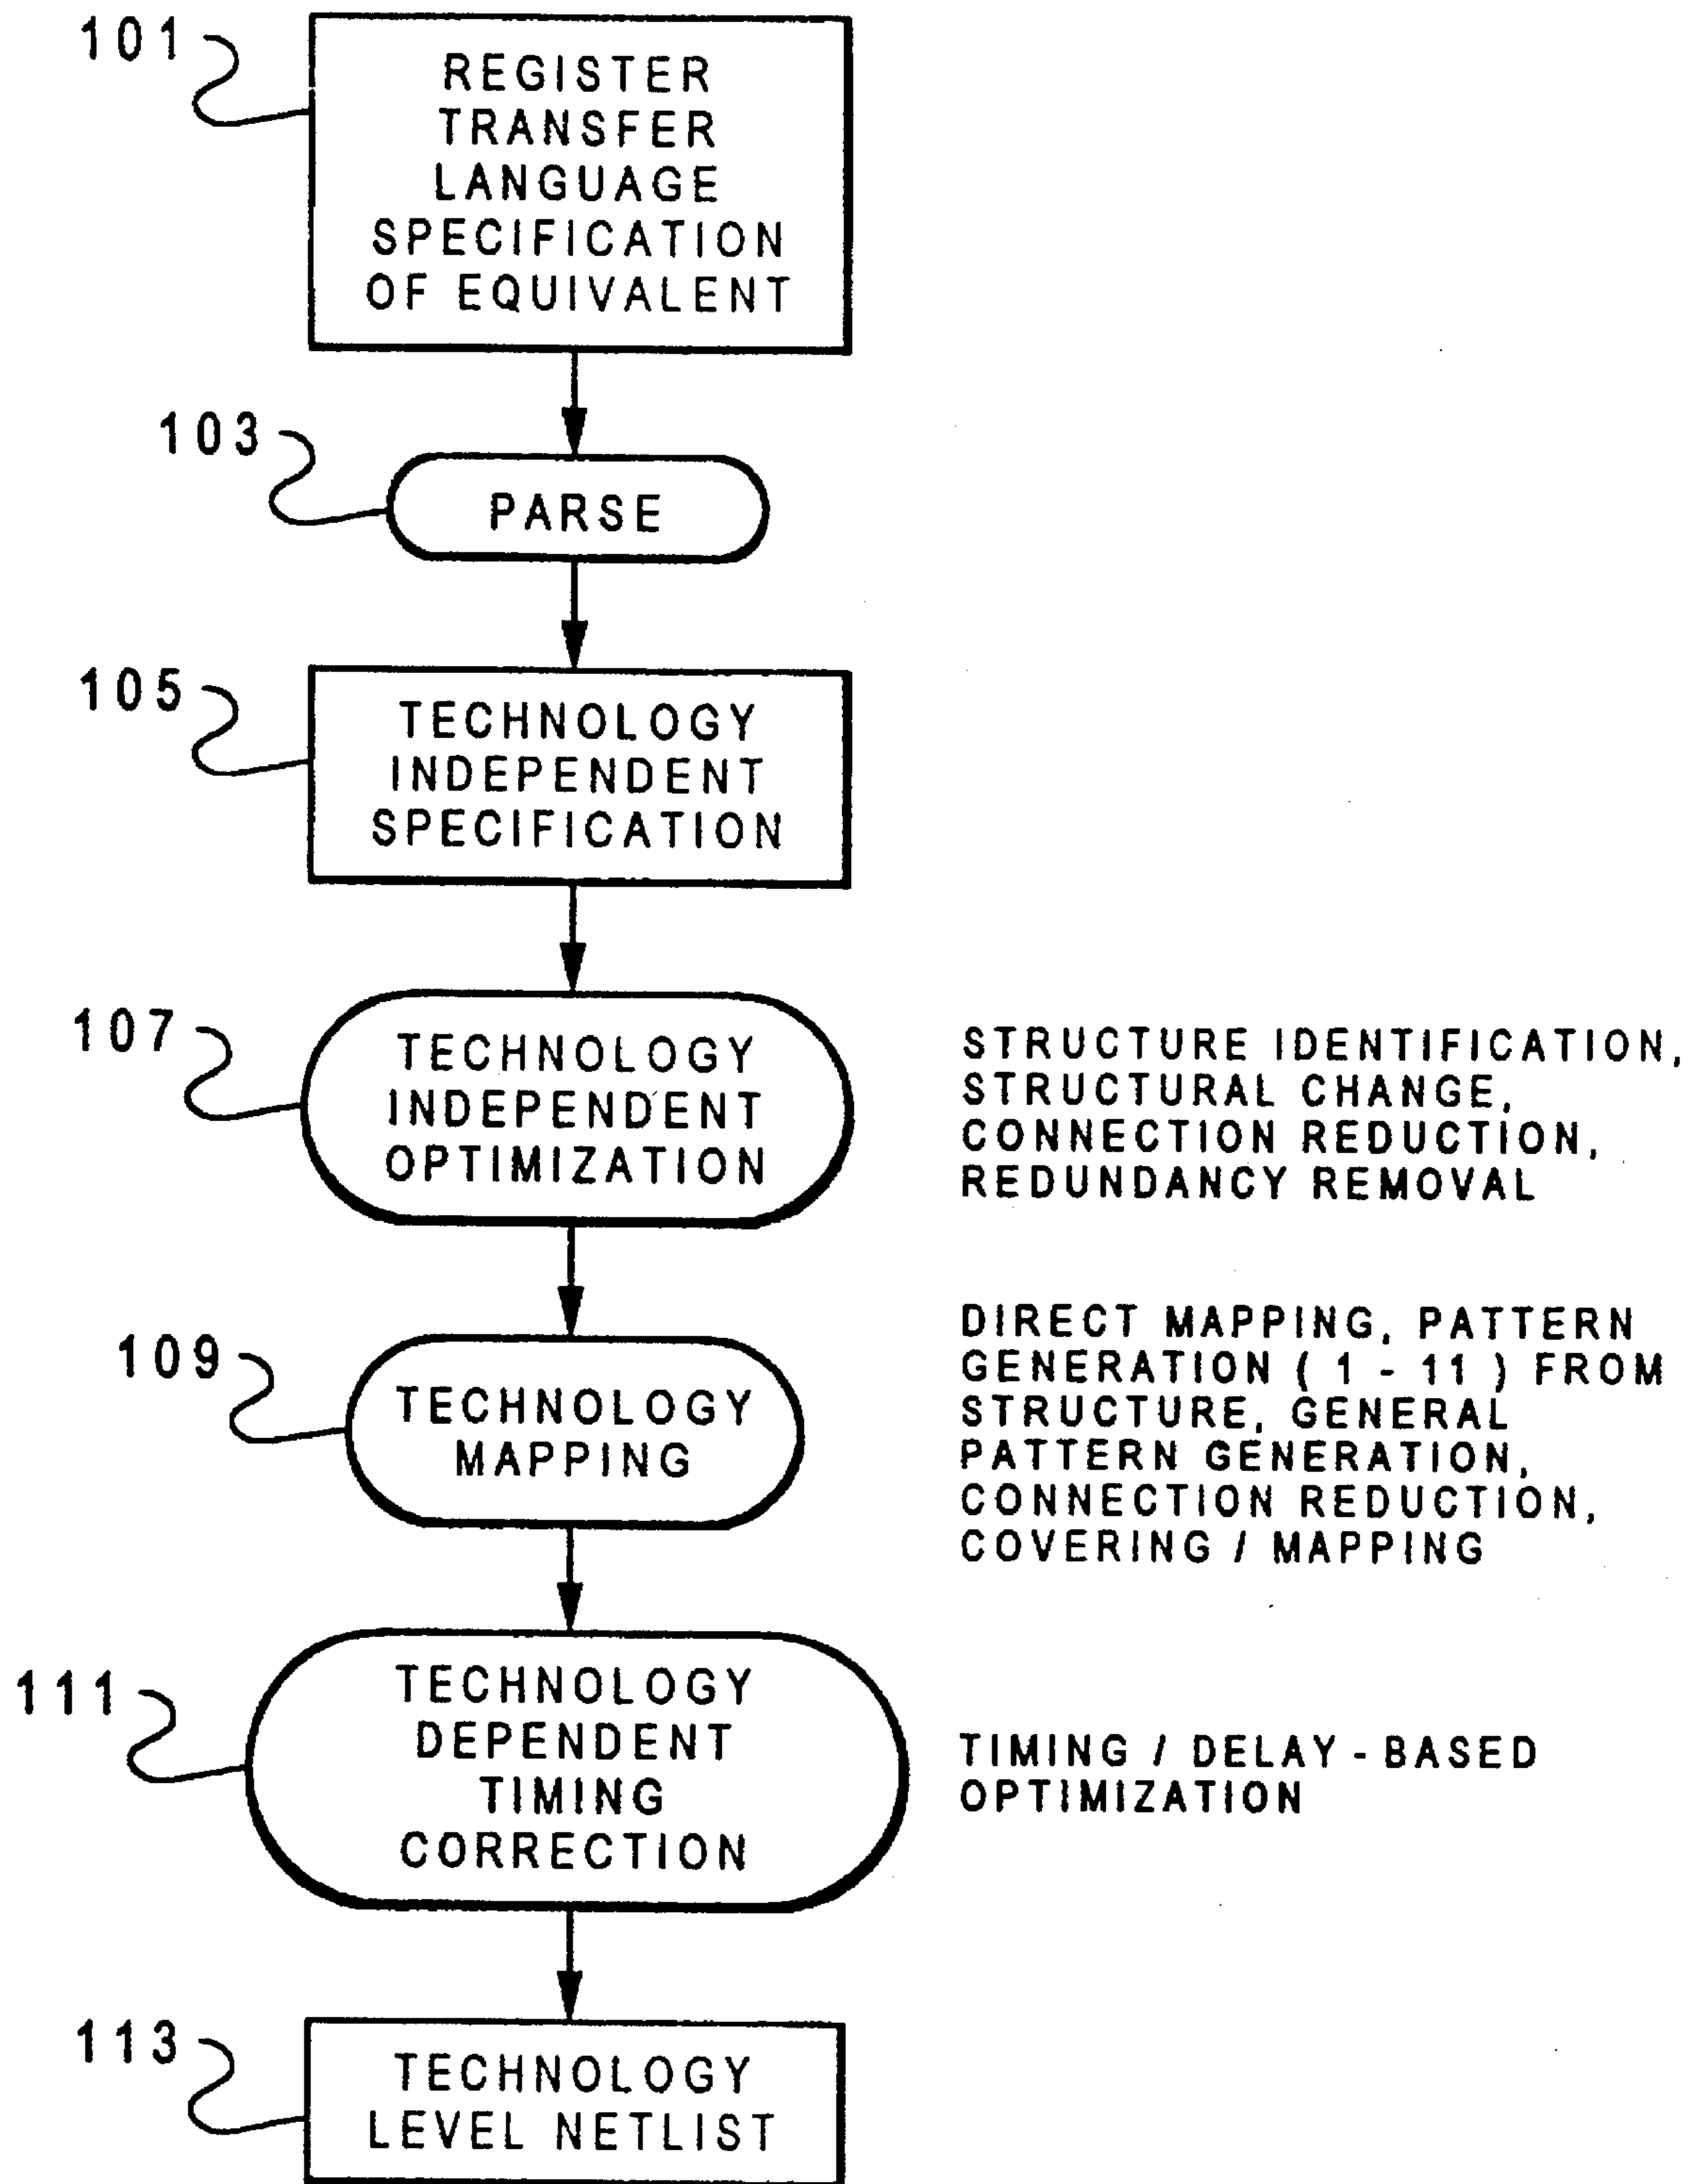 101
REGISTER
TRANSFER
LANGUAGE
SPECIFICATION
OF EQUIVALENT
103
PARSE
105
TECHNOLOGY
INDEPENDENT
SPECIFICATION
107
TECHNOLOGY
INDEPENDENT
OPTIMIZATION
STRUCTURE IDENTIFICATION,
STRUCTURAL CHANGE,
CONNECTION REDUCTION,
REDUNDANCY REMOVAL
109
TECHNOLOGY
MAPPING
DIRECT MAPPING, PATTERN
GENERATION ( 1 - 11 ) FROM
STRUCTURE, GENERAL
PATTERN GENERATION,
CONNECTION REDUCTION,
COVERING / MAPPING
111
TECHNOLOGY
DEPENDENT
TIMING
CORRECTION
TIMING / DELAY - BASED
OPTIMIZATION
113
TECHNOLOGY
LEVEL NETLIST